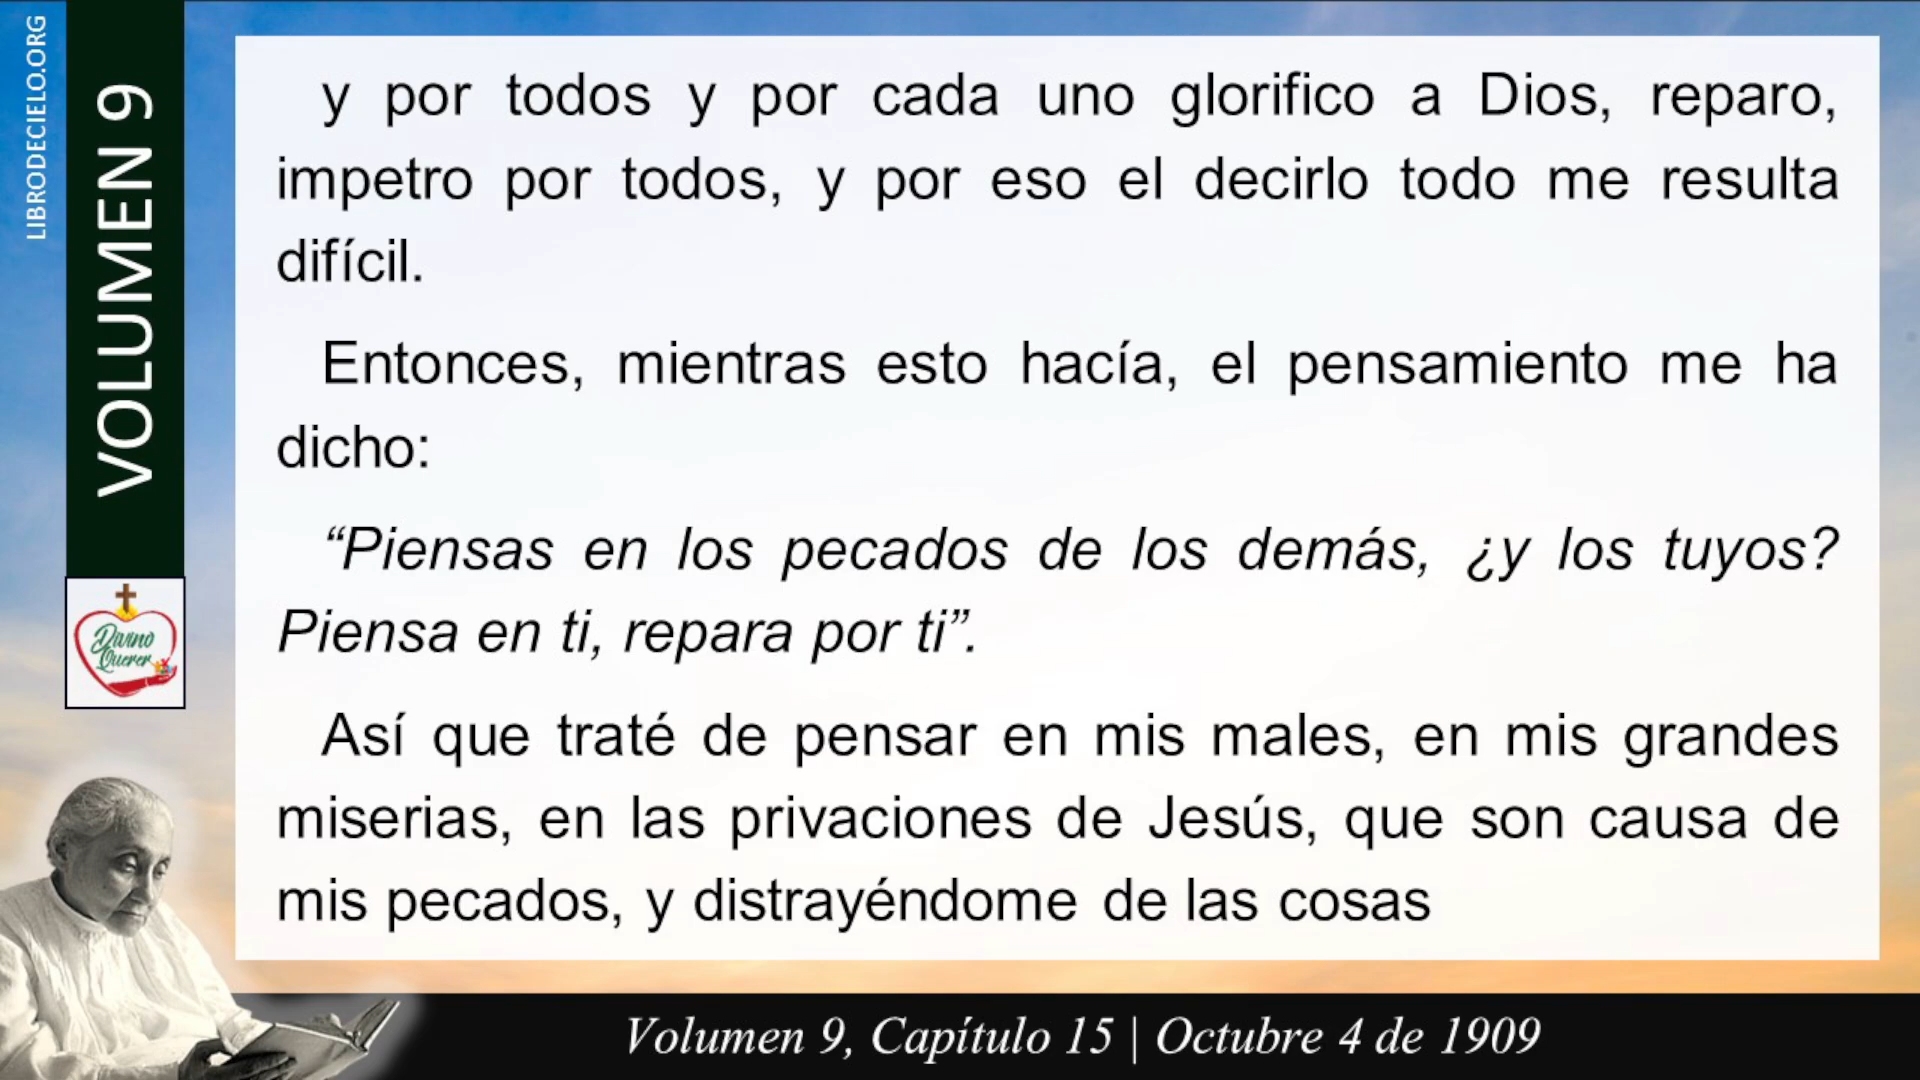 LIBRODECIELO.ORG
VOLUMEN 9
Divino
Querer
y por todos y por cada uno glorifico a Dios, reparo,
impetro por todos, y por eso el decirlo todo me resulta
difícil.
Entonces, mientras esto hacía, el pensamiento me ha
dicho:
“Piensas en los pecados de los demás, ¿y los tuyos?
Piensa en ti, repara por ti”.
Así que traté de pensar en mis males, en mis grandes
miserias, en las privaciones de Jesús, que son causa de
mis pecados, y distrayéndome de las cosas
Volumen 9, Capítulo 15 | Octubre 4 de 1909